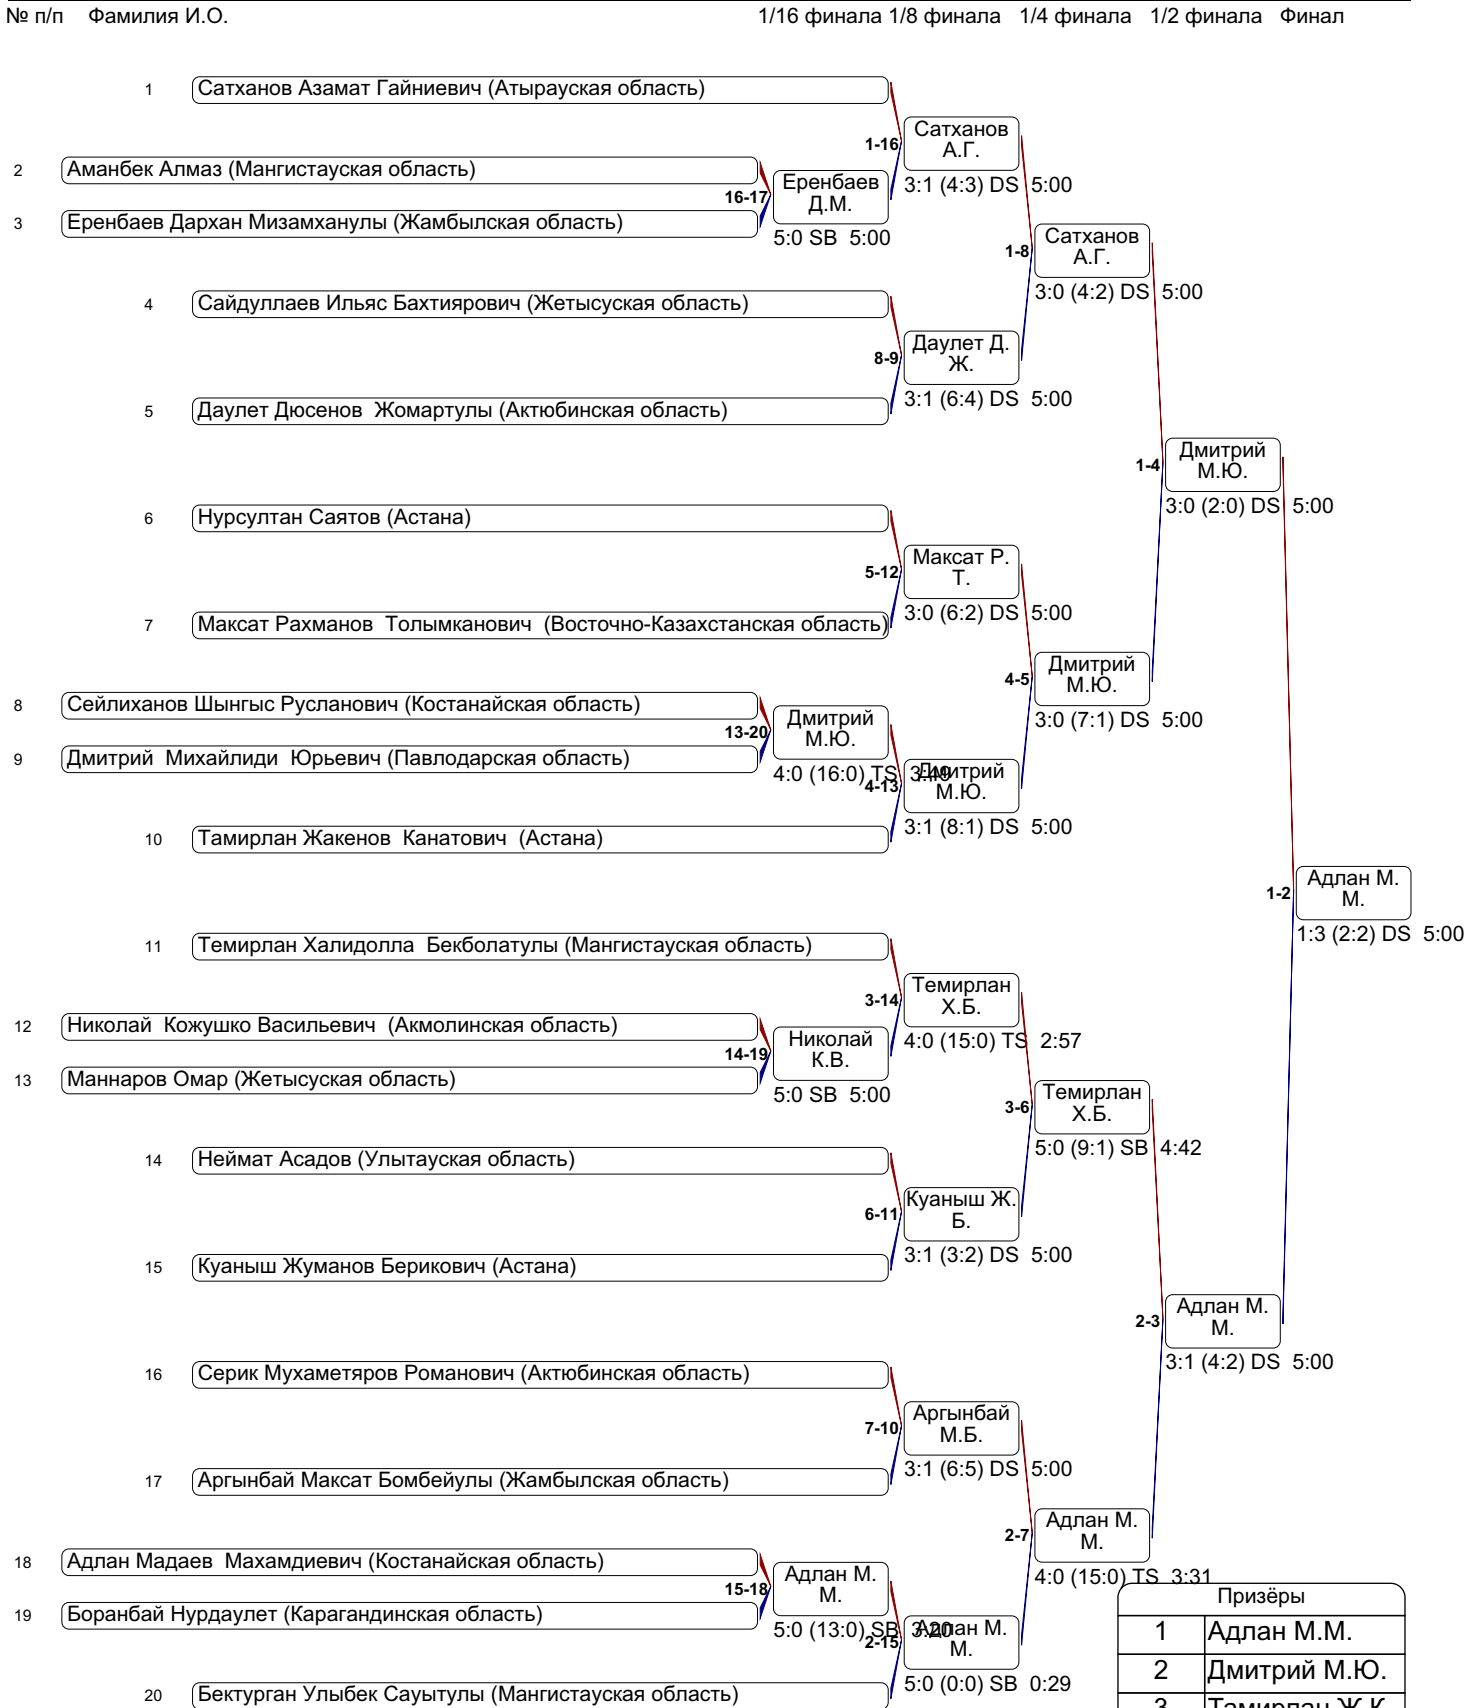 № п/п Фамилия И.О. 1/16 финала 1/8 финала 1/4 финала 1/2 финала Финал
1 Сатханов Азамат Гайниевич (Атырауская область)
Сатханов
А.Г.
1-16
3:1 (4:3) DS 5:00
2 Аманбек Алмаз (Мангистауская область)
Еренбаев
Д.М.
16-17
5:0 SB 5:00
3 Еренбаев Дархан Мизамханулы (Жамбылская область)
Сатханов
А.Г.
1-8
3:0 (4:2) DS 5:00
4 Сайдуллаев Ильяс Бахтиярович (Жетысуская область)
Даулет Д.
Ж.
8-9
3:1 (6:4) DS 5:00
5 Даулет Дюсенов Жомартулы (Актюбинская область)
Дмитрий
М.Ю.
1-4
3:0 (2:0) DS 5:00
6 Нурсултан Саятов (Астана)
Максат Р.
Т.
5-12
3:0 (6:2) DS 5:00
7 Максат Рахманов Толымканович (Восточно-Казахстанская область)
Дмитрий
М.Ю.
4-5
3:0 (7:1) DS 5:00
8 Сейлиханов Шынгыс Русланович (Костанайская область)
Дмитрий
М.Ю.
13-20
4:0 (16:0) TS 3:49
9 Дмитрий Михайлиди Юрьевич (Павлодарская область)
Дмитрий
М.Ю.
4-13
3:1 (8:1) DS 5:00
10 Тамирлан Жакенов Канатович (Астана)
Адлан М.
М.
1-2
1:3 (2:2) DS 5:00
11 Темирлан Халидолла Бекболатулы (Мангистауская область)
Темирлан
Х.Б.
3-14
4:0 (15:0) TS 2:57
12 Николай Кожушко Васильевич (Акмолинская область)
Николай
К.В.
14-19
5:0 SB 5:00
13 Маннаров Омар (Жетысуская область)
Темирлан
Х.Б.
3-6
5:0 (9:1) SB 4:42
14 Неймат Асадов (Улытауская область)
Куаныш Ж.
Б.
6-11
3:1 (3:2) DS 5:00
15 Куаныш Жуманов Берикович (Астана)
Адлан М.
М.
2-3
3:1 (4:2) DS 5:00
16 Серик Мухаметяров Романович (Актюбинская область)
Аргынбай
М.Б.
7-10
3:1 (6:5) DS 5:00
17 Аргынбай Максат Бомбейулы (Жамбылская область)
Адлан М.
М.
2-7
4:0 (15:0) TS 3:31
18 Адлан Мадаев Махамдиевич (Костанайская область)
Адлан М.
М.
15-18
5:0 (13:0) SB 3:20
19 Боранбай Нурдаулет (Карагандинская область)
Адлан М.
М.
2-15
5:0 (0:0) SB 0:29
20 Бектурган Улыбек Сауытулы (Мангистауская область)
Призёры
1 Адлан М.М.
2 Дмитрий М.Ю.
3 Тамирлан Ж.К.